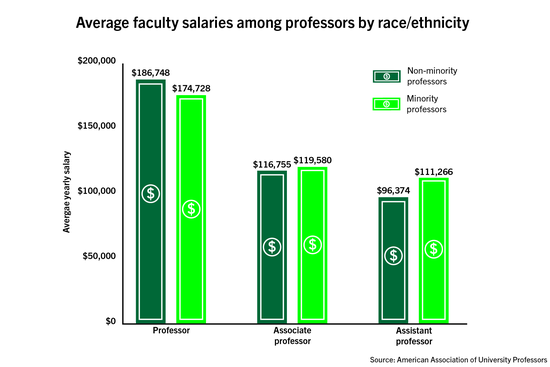 Average faculty salaries among professors by race/ethnicity
$200,000
$150,000
$100,000
$50,000
$0
Avergae yearly salary
$186,748
$174,728
$116,755
$119,580
$96,374
$111,266
$
$
$
$
$
$
Professor
Associate
professor
Assistant
professor
$
Non-minority
professors
$
Minority
professors
Source: American Association of University Professors